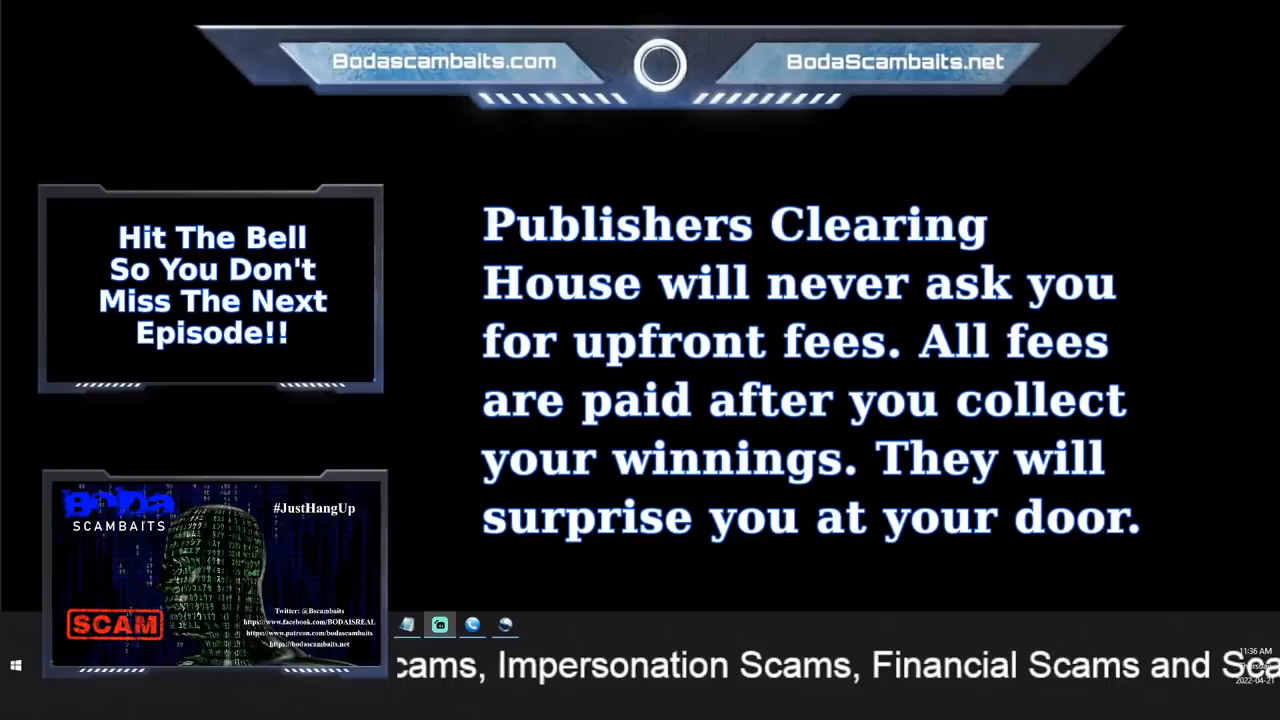 Bodascambaits.com
BodaScambaits.net
Hit The Bell
So You Don't
Miss The Next
Episode!!
Publishers Clearing
House will never ask you
for upfront fees. All fees
are paid after you collect
your winnings. They will
surprise you at your door.
BODA
SCAMBAITS
#JustHangUp
SCAM
Twitter: @Bscambaits
https://www.facebook.com/BODAISREAL
https://www.patreon.com/bodascambaits
https://bodascambaits.net
cams, Impersonation Scams, Financial Scams and S
11:36 AM
Thursday
2022-04-21